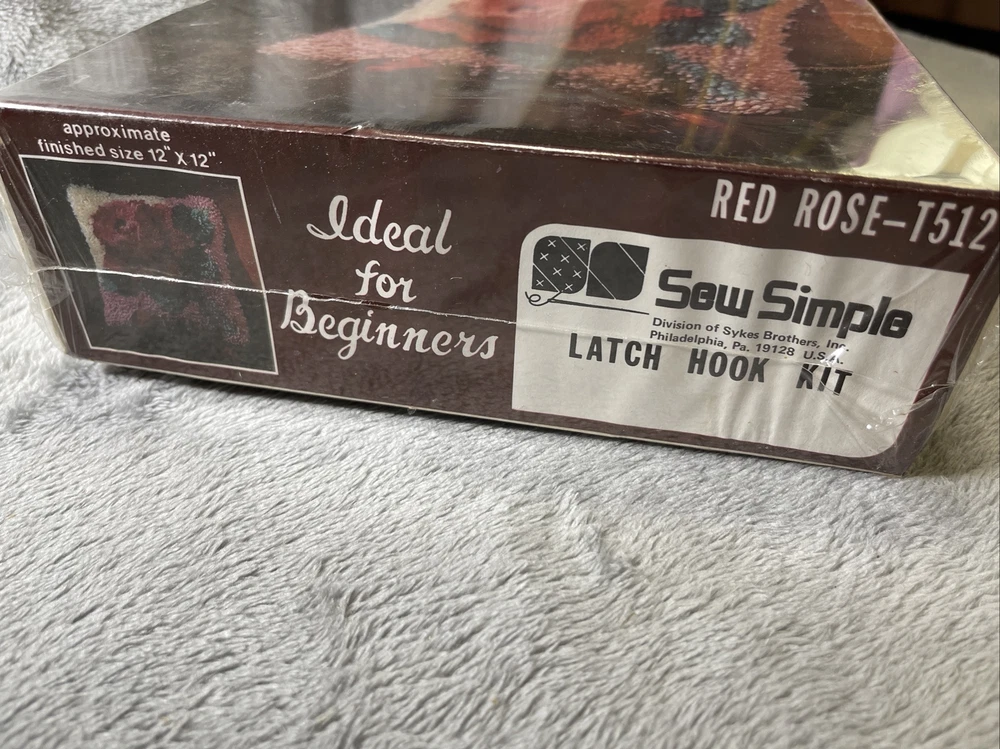 approximate
finished size 12" X 12"
Ideal
for
Beginners
RED ROSE-T512
Sew Simple
Division of Sykes Brothers, Inc.
Philadelphia, Pa. 19128 U.S.A.
LATCH HOOK KIT